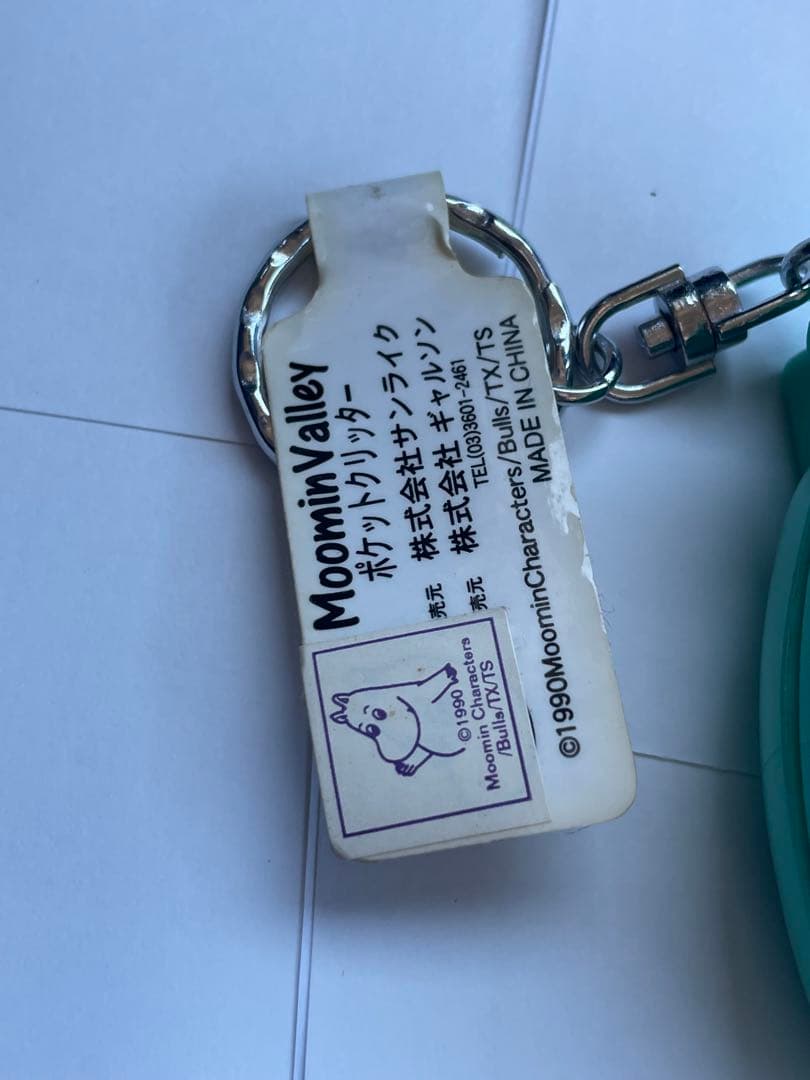 MoominValley
ポケットクリッター
売元 株式会社サンライク
売元 株式会社 ギャルソン
TEL(03)3601-2461
©1990MoominCharacters/Bulls/TX/TS
MADE IN CHINA
©1990
Moomin Characters
/Bulls/TX/TS